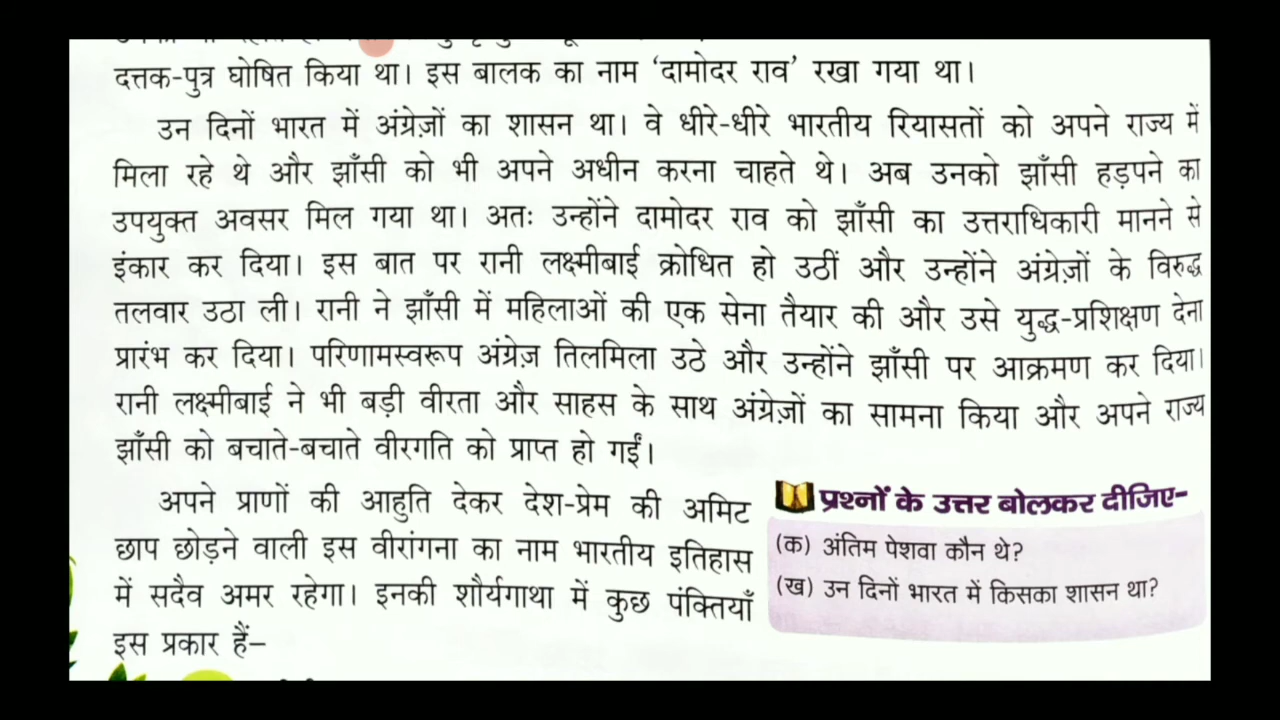 दत्तक-पुत्र घोषित किया था। इस बालक का नाम ‘दामोदर राव’ रखा गया था।
उन दिनों भारत में अंग्रेज़ों का शासन था। वे धीरे-धीरे भारतीय रियासतों को अपने राज्य में
मिला रहे थे और झाँसी को भी अपने अधीन करना चाहते थे। अब उनको झाँसी हड़पने का
उपयुक्त अवसर मिल गया था। अतः उन्होंने दामोदर राव को झाँसी का उत्तराधिकारी मानने से
इंकार कर दिया। इस बात पर रानी लक्ष्मीबाई क्रोधित हो उठीं और उन्होंने अंग्रेज़ों के विरुद्ध
तलवार उठा ली। रानी ने झाँसी में महिलाओं की एक सेना तैयार की और उसे युद्ध-प्रशिक्षण देना
प्रारंभ कर दिया। परिणामस्वरूप अंग्रेज़ तिलमिला उठे और उन्होंने झाँसी पर आक्रमण कर दिया।
रानी लक्ष्मीबाई ने भी बड़ी वीरता और साहस के साथ अंग्रेज़ों का सामना किया और अपने राज्य
झाँसी को बचाते-बचाते वीरगति को प्राप्त हो गईं।
अपने प्राणों की आहुति देकर देश-प्रेम की अमिट
छाप छोड़ने वाली इस वीरांगना का नाम भारतीय इतिहास
में सदैव अमर रहेगा। इनकी शौर्यगाथा में कुछ पंक्तियाँ
इस प्रकार हैं–
प्रश्नों के उत्तर बोलकर दीजिए-
(क) अंतिम पेशवा कौन थे?
(ख) उन दिनों भारत में किसका शासन था?